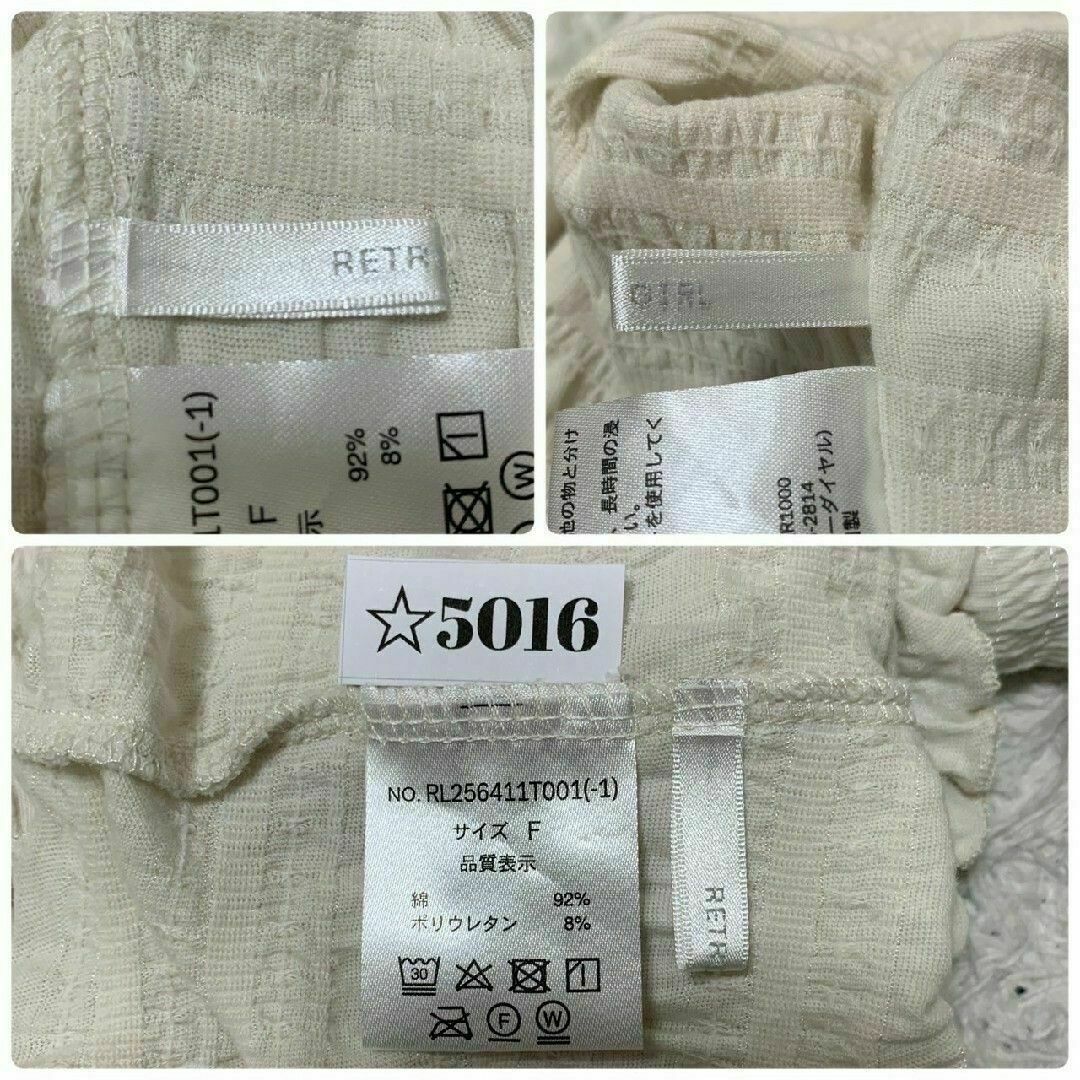 RETR
1T001(-1)
F
示
92%
8%
W
GIRL
他の物と分け
、長時間の浸
い。
を使用してく
R1000
-2814
ーダイヤル)
製
☆5016
NO. RL256411T001(-1)
サイズ F
品質表示
綿 92%
ポリウレタン 8%
30
F W
RETR